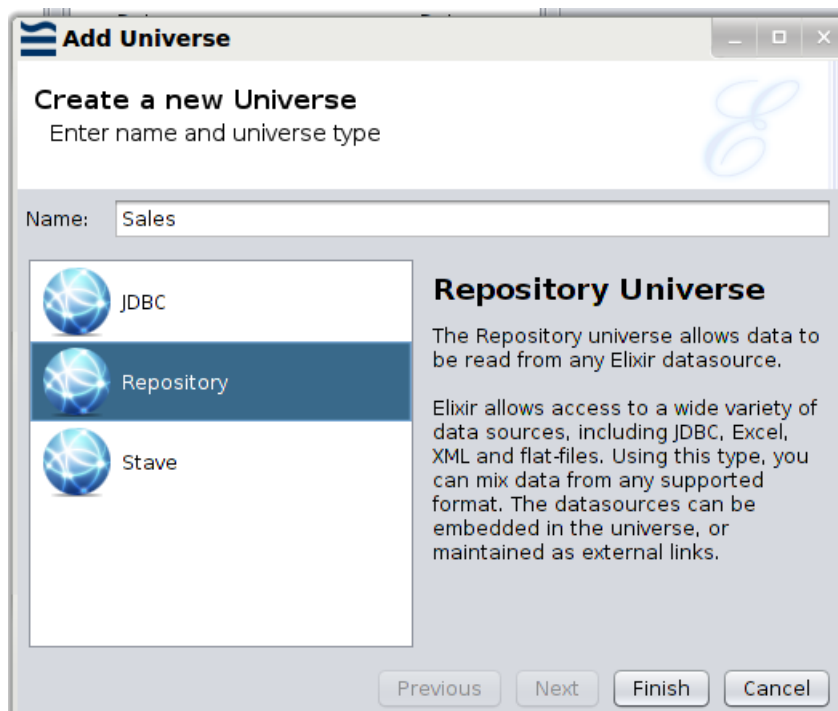 Add Universe
Create a new Universe
Enter name and universe type
Name: Sales
JDBC
Repository
Stave
Repository Universe
The Repository universe allows data to
be read from any Elixir datasource.
Elixir allows access to a wide variety of
data sources, including JDBC, Excel,
XML and flat-files. Using this type, you
can mix data from any supported
format. The datasources can be
embedded in the universe, or
maintained as external links.
Previous Next Finish Cancel